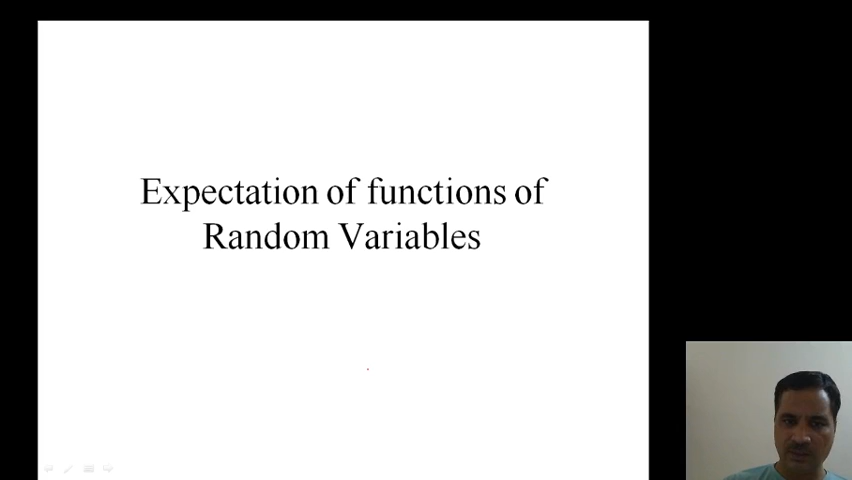 Expectation of functions of
Random Variables